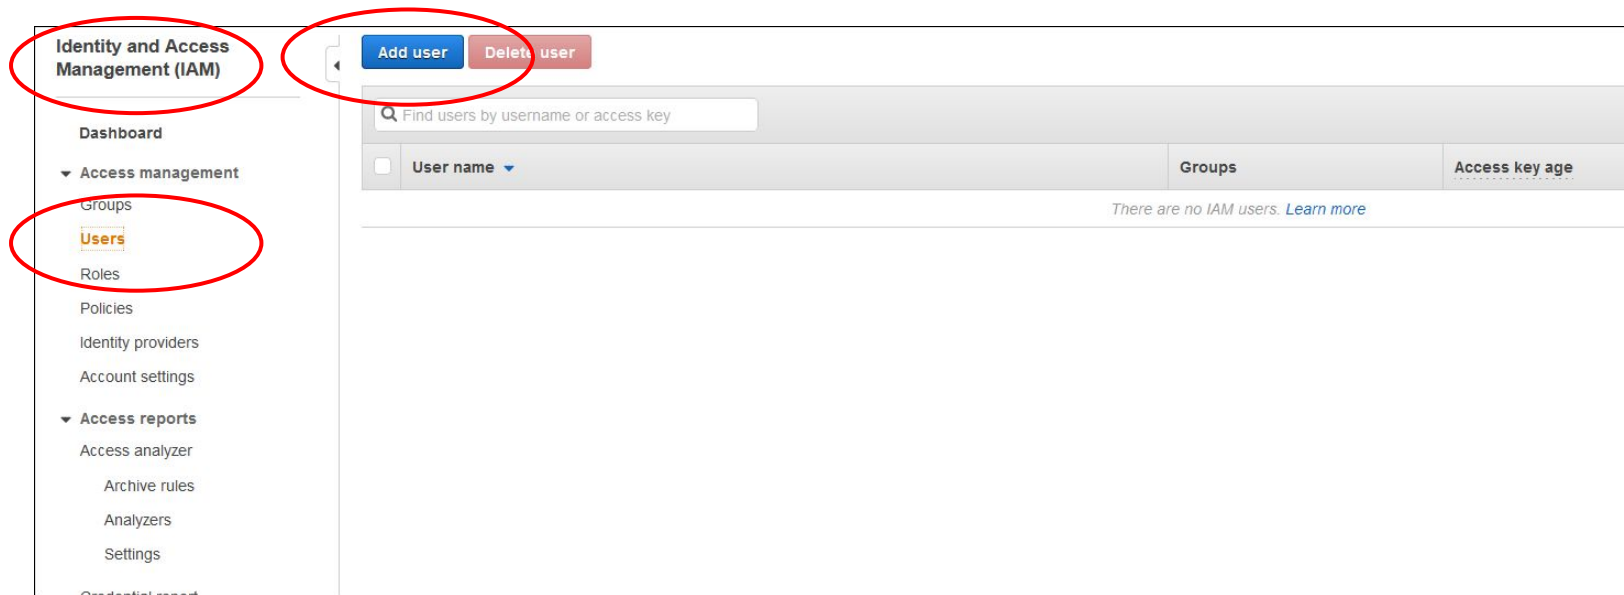 Identity and Access
Management (IAM)
Add user
Delete user
Find users by username or access key
Dashboard
User name
Groups
Access key age
Access management
Groups
There are no IAM users. Learn more
Users
Roles
Policies
Identity providers
Account settings
Access reports
Access analyzer
Archive rules
Analyzers
Settings
Credential report